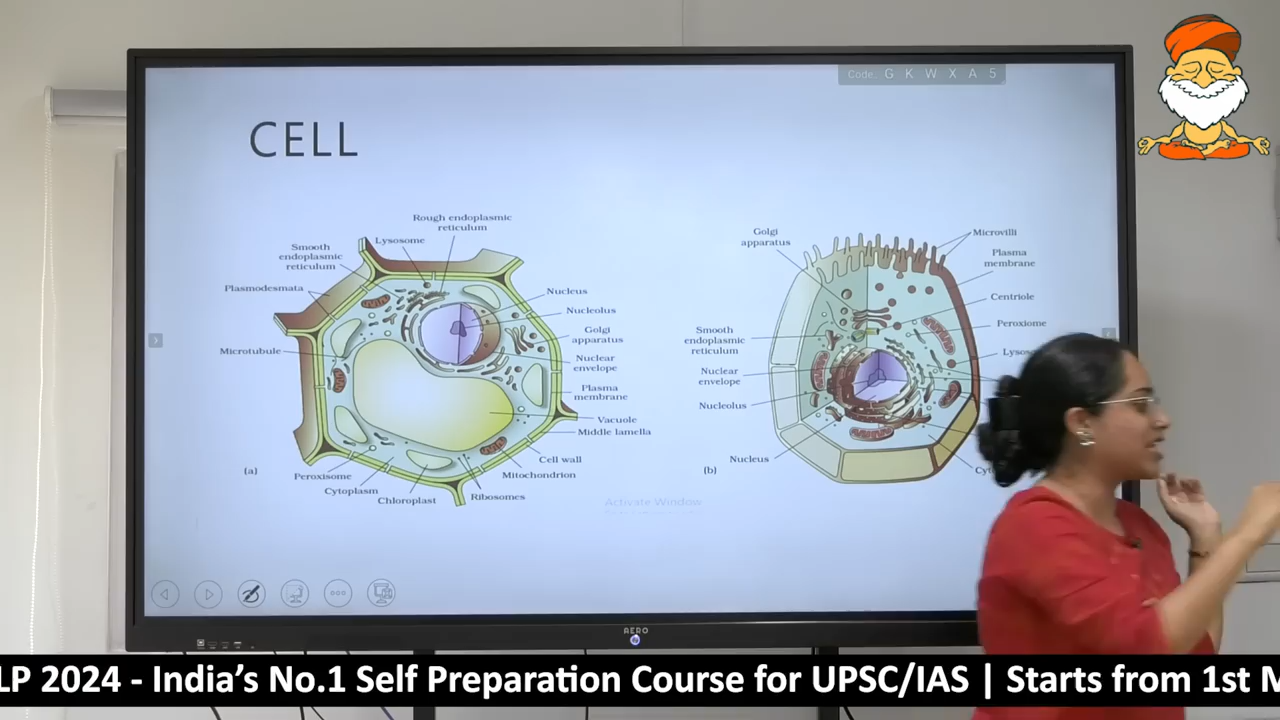 Code: G K W X A 5
CELL
Rough endoplasmic
reticulum
Lysosome
Smooth
endoplasmic
reticulum
Plasmodesmata
Microtubule
Nucleus
Nucleolus
Golgi
apparatus
Nuclear
envelope
Plasma
membrane
Vacuole
Middle lamella
Cell wall
Mitochondrion
Ribosomes
Chloroplast
Cytoplasm
Peroxisome
(a)
Golgi
apparatus
Microvilli
Plasma
membrane
Centriole
Peroxiome
Smooth
endoplasmic
reticulum
Nuclear
envelope
Nucleolus
Nucleus
(b)
Activate Window
AERO
LP 2024 - India's No.1 Self Preparation Course for UPSC/IAS | Starts from 1st M